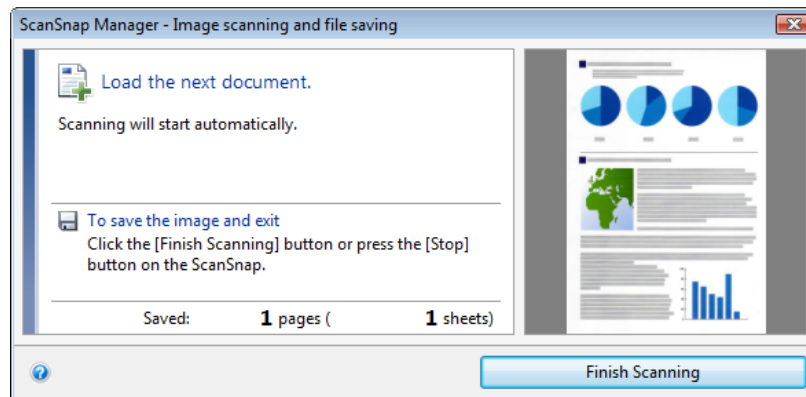 ScanSnap Manager - Image scanning and file saving
Load the next document.
Scanning will start automatically.
To save the image and exit
Click the [Finish Scanning] button or press the [Stop]
button on the ScanSnap.
Saved: 1 pages ( 1 sheets)
Finish Scanning